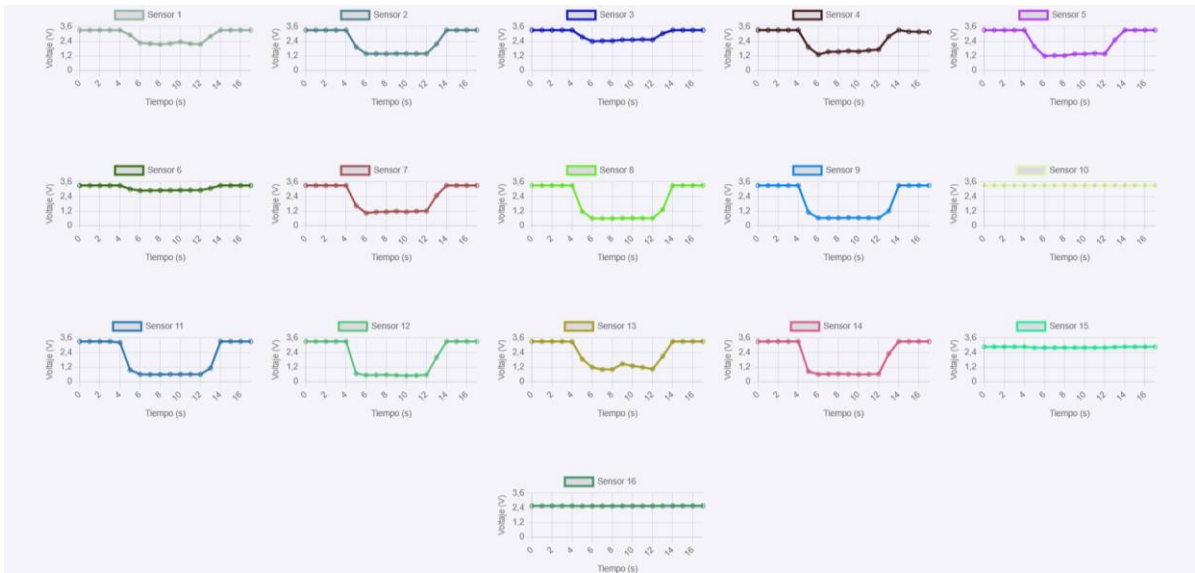 Sensor 1
Voltaje (V)
3,6
2,4
1,2
0
0 2 4 6 8 10 12 14 16
Tiempo (s)
Sensor 2
Voltaje (V)
3,6
2,4
1,2
0
0 2 4 6 8 10 12 14 16
Tiempo (s)
Sensor 3
Voltaje (V)
3,6
2,4
1,2
0
0 2 4 6 8 10 12 14 16
Tiempo (s)
Sensor 4
Voltaje (V)
3,6
2,4
1,2
0
0 2 4 6 8 10 12 14 16
Tiempo (s)
Sensor 5
Voltaje (V)
3,6
2,4
1,2
0
0 2 4 6 8 10 12 14 16
Tiempo (s)
Sensor 6
Voltaje (V)
3,6
2,4
1,2
0
0 2 4 6 8 10 12 14 16
Tiempo (s)
Sensor 7
Voltaje (V)
3,6
2,4
1,2
0
0 2 4 6 8 10 12 14 16
Tiempo (s)
Sensor 8
Voltaje (V)
3,6
2,4
1,2
0
0 2 4 6 8 10 12 14 16
Tiempo (s)
Sensor 9
Voltaje (V)
3,6
2,4
1,2
0
0 2 4 6 8 10 12 14 16
Tiempo (s)
Sensor 10
Voltaje (V)
3,6
2,4
1,2
0
0 2 4 6 8 10 12 14 16
Tiempo (s)
Sensor 11
Voltaje (V)
3,6
2,4
1,2
0
0 2 4 6 8 10 12 14 16
Tiempo (s)
Sensor 12
Voltaje (V)
3,6
2,4
1,2
0
0 2 4 6 8 10 12 14 16
Tiempo (s)
Sensor 13
Voltaje (V)
3,6
2,4
1,2
0
0 2 4 6 8 10 12 14 16
Tiempo (s)
Sensor 14
Voltaje (V)
3,6
2,4
1,2
0
0 2 4 6 8 10 12 14 16
Tiempo (s)
Sensor 15
Voltaje (V)
3,6
2,4
1,2
0
0 2 4 6 8 10 12 14 16
Tiempo (s)
Sensor 16
Voltaje (V)
3,6
2,4
1,2
0
0 2 4 6 8 10 12 14 16
Tiempo (s)